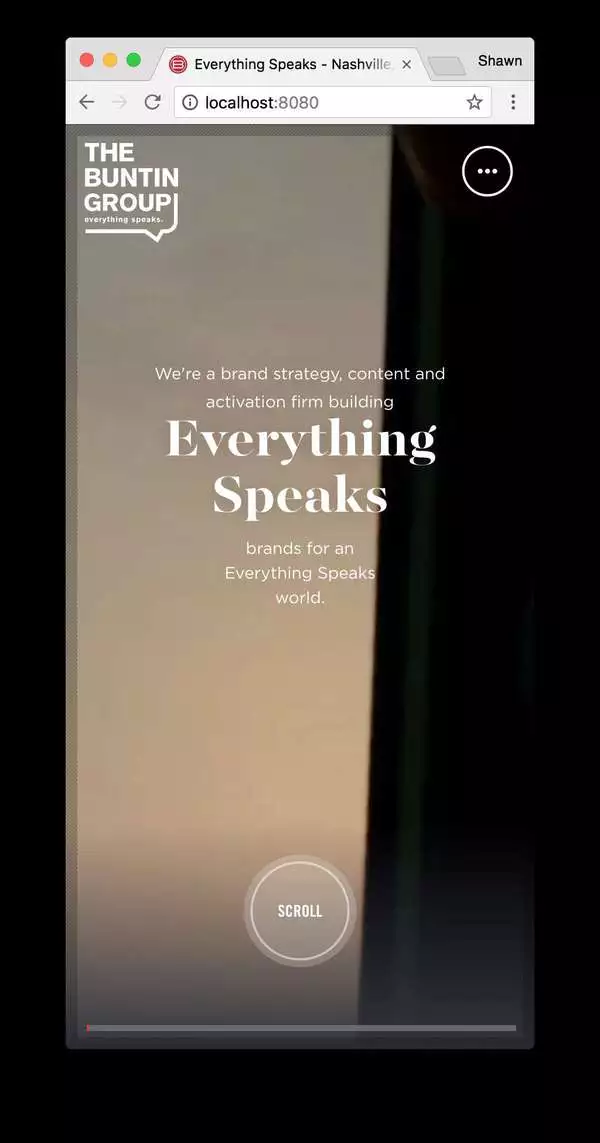 Everything Speaks - Nashville,
Shawn
localhost:8080
THE
BUNTIN
GROUP
everything speaks.
We're a brand strategy, content and
activation firm building
Everything
Speaks
brands for an
Everything Speaks
world.
SCROLL